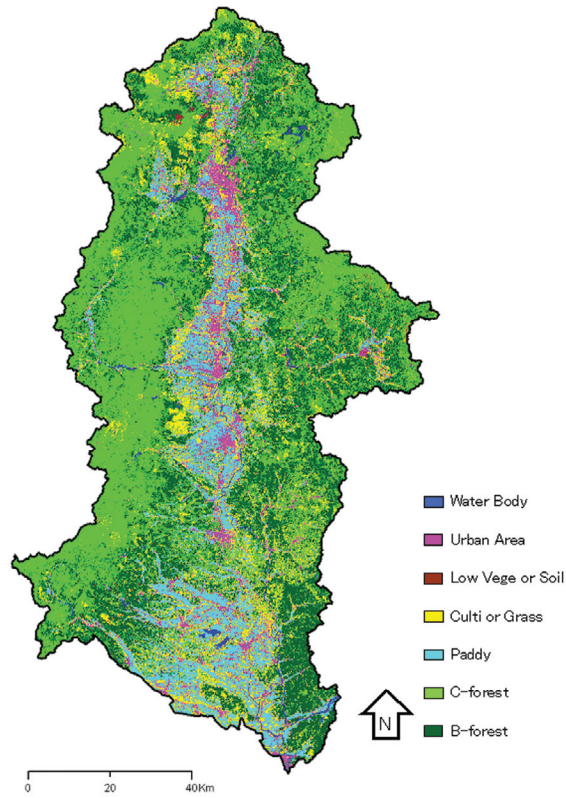 Water Body
Urban Area
Low Vege or Soil
Culti or Grass
Paddy
C-forest
B-forest
N
0 20 40Km